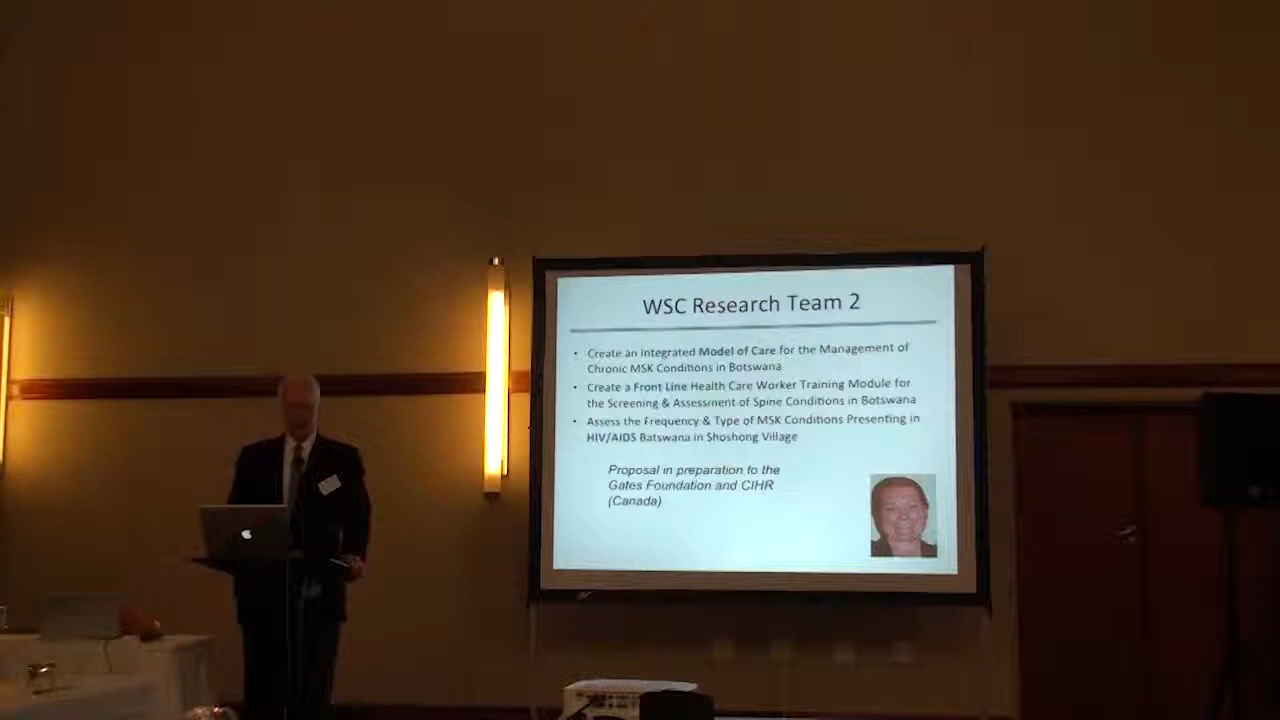 WSC Research Team 2
• Create an Integrated Model of Care for the Management of
Chronic MSK Conditions in Botswana
• Create a Front Line Health Care Worker Training Module for
the Screening & Assessment of Spine Conditions in Botswana
• Assess the Frequency & Type of MSK Conditions Presenting in
HIV/AIDS Batswana in Shoshong Village
Proposal in preparation to the
Gates Foundation and CIHR
(Canada)